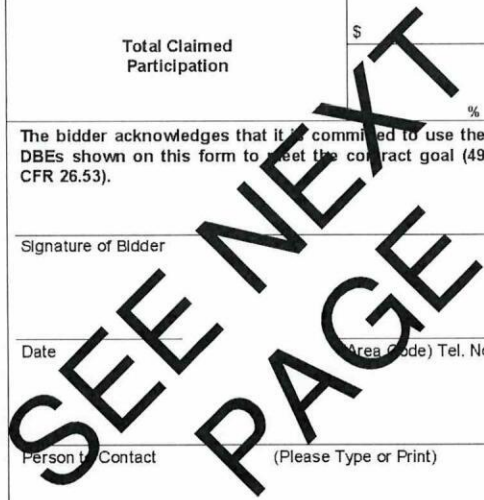 Total Claimed
Participation
$
%
The bidder acknowledges that it is committed to use the
DBEs shown on this form to meet the contract goal (49
CFR 26.53).
Signature of Bidder
Date
(Area Code) Tel. No
Person to Contact (Please Type or Print)
SEE NEXT
PAGE